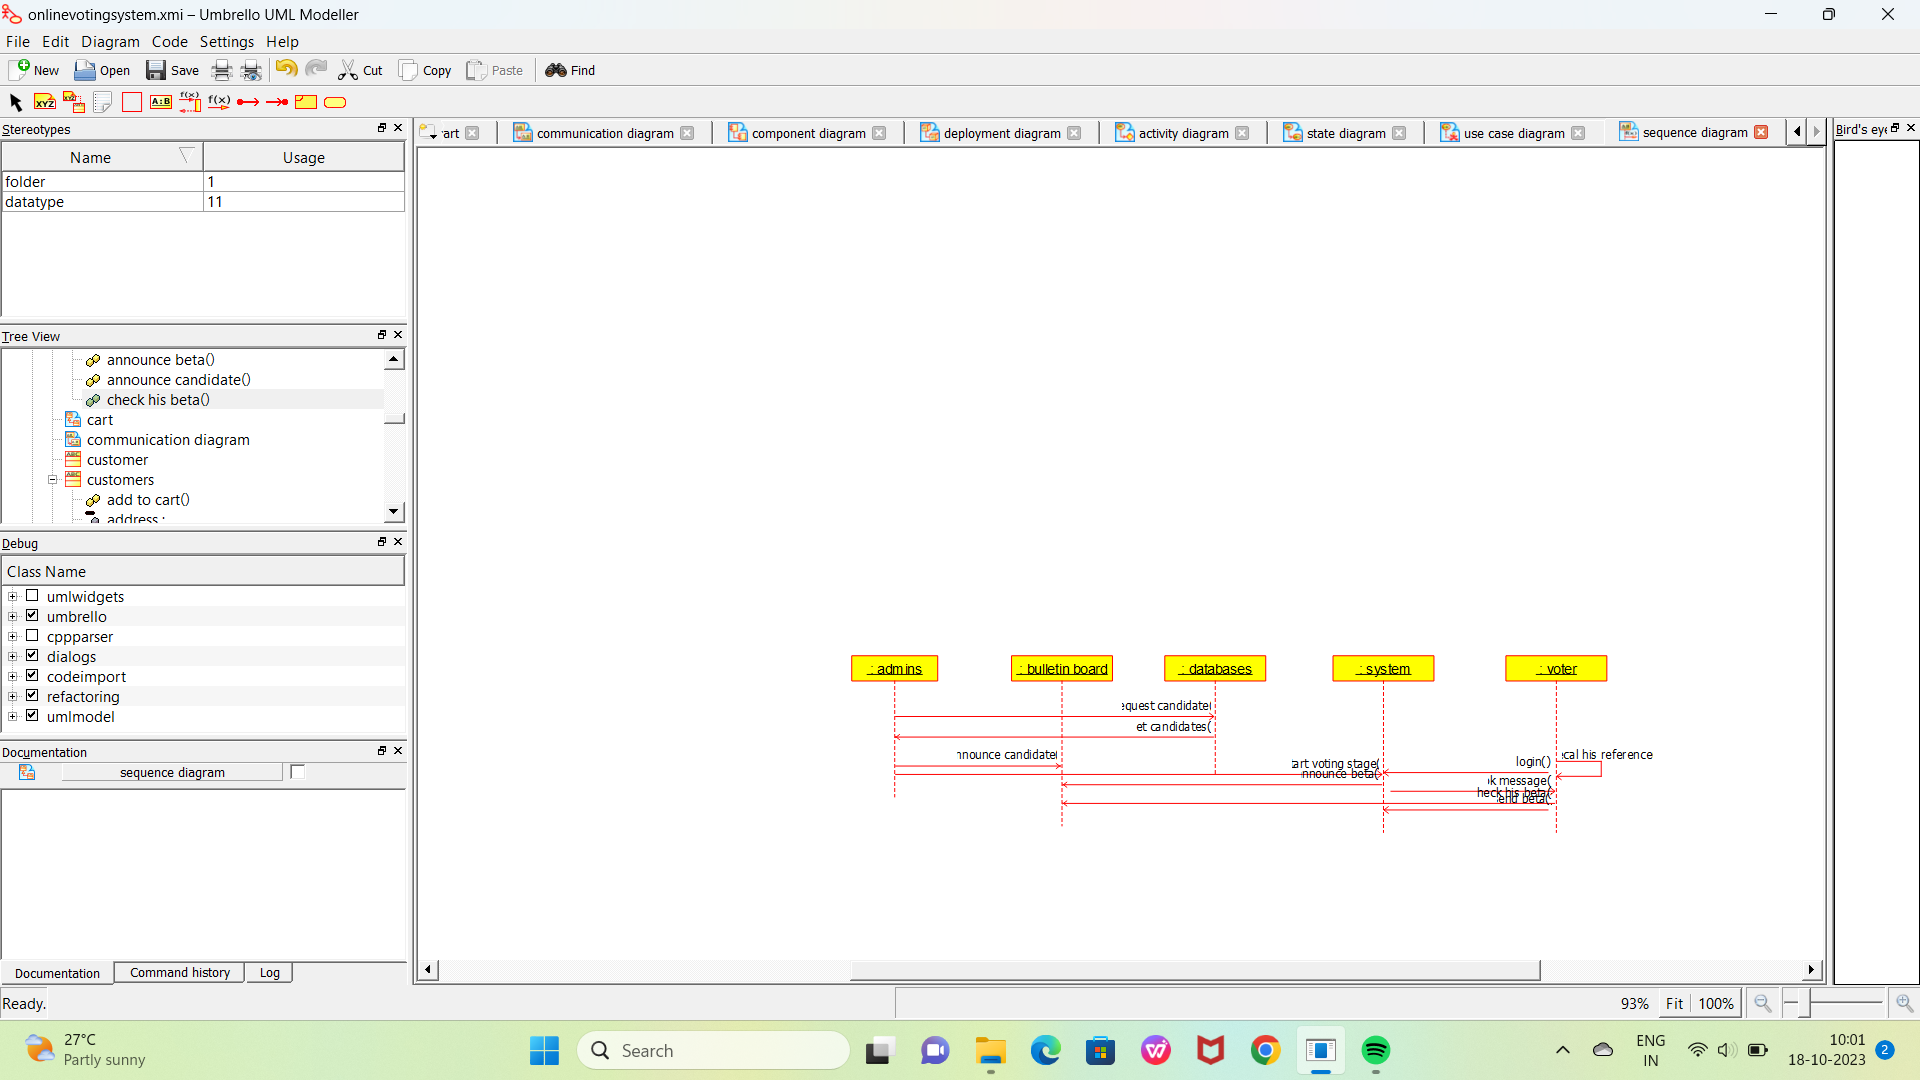 onlinevotingsystem.xmi – Umbrello UML Modeller
File Edit Diagram Code Settings Help
New Open Save Cut Copy Paste Find
XYZ A:B f(x) f(x)
Stereotypes
Name Usage
folder 1
datatype 11
Tree View
announce beta()
announce candidate()
check his beta()
cart
communication diagram
customer
customers
add to cart()
address :
Debug
Class Name
umlwidgets
umbrello
cppparser
dialogs
codeimport
refactoring
umlmodel
Documentation
sequence diagram
Documentation Command history Log
Ready.
art communication diagram component diagram deployment diagram activity diagram state diagram use case diagram sequence diagram
Bird's eye
: admins : bulletin board : databases : system : voter
equest candidate(
et candidates(
nnounce candidate(
art voting stage(
nnounce beta(
login()
cal his reference
k message(
heck his beta(
end beta(
93% Fit 100%
27°C
Partly sunny
Search
ENG
IN
10:01
18-10-2023
2